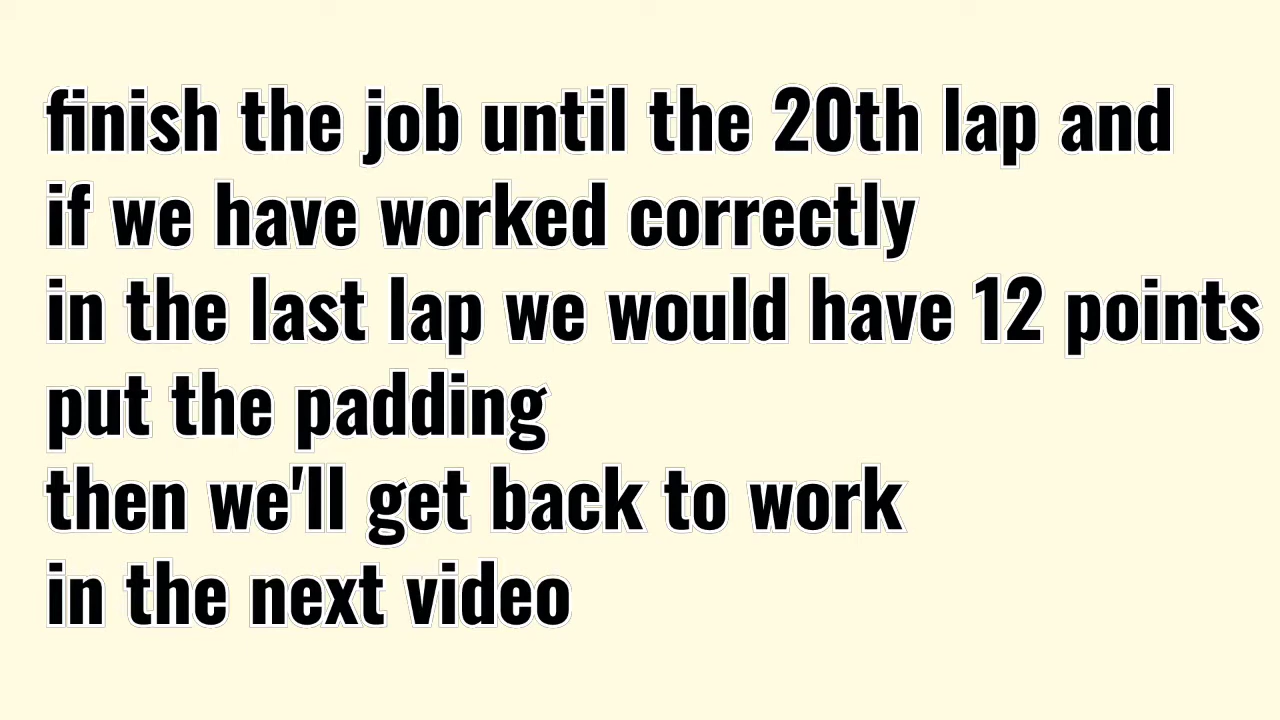 finish the job until the 20th lap and
if we have worked correctly
in the last lap we would have 12 points
put the padding
then we'll get back to work
in the next video